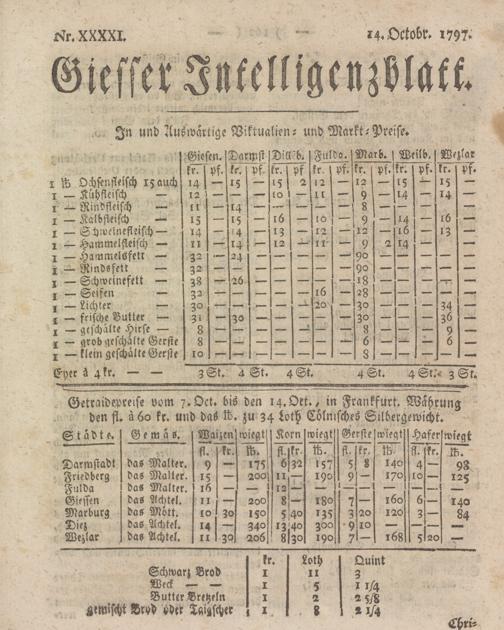 Nr. XXXXI. 14. Octobr. 1797.
Giesser Intelligenzblatt.
In und Auswärtige Viktualien- und Markt-Preise.
Giesen. Darmst Dillb. Fulda. Marb. Weilb. Wezlar
kr. pf. kr. pf. kr. pf kr. pf. kr. pf. kr. pf. kr. pf.
1 lb Ochsenfleisch 15 auch 14 — 15 — 15 2 12 — 12 — 15 — 15 —
1 — Kühfleisch 12 — — — 10 — 11 — 9 — 14 — 14 —
1 — Rindfleisch 11 — 14 — — — — — 8 — — — — —
1 — Kalbfleisch 15 — 15 — 16 — 10 — 9 — 14 — 16 —
1 — Schweinefleisch 14 — 14 — 13 — 12 — 12 — 16 — 13 —
1 — Hammelfleisch 11 — 14 — 12 — 11 — 9 2 14 — — —
1 — Hammelsfett 32 — 24 — — — — — 90 — — — — —
1 — Rindsfett 32 — — — — — — — 90 — — — — —
1 — Schweinefett 38 — 26 — — — — — 18 — — — — —
1 — Seifen 32 — — — — — 16 — 28 — — — — —
1 — Lichter 30 — — — — — 20 — 30 — — — 34 —
1 — frische Butter 31 — 30 — — — — — 30 — — — 36 —
1 — geschälte Hirse — 8 — — — — — — — 8 — — — 9 —
1 — grob geschälte Gerste 8 — — — — — — — 6 — — — 6 —
1 — klein geschälte Gerste 10 — — — — — — — 8 — — — — —
Eyer à 4 kr. — — 3 St. 4 St. 4 St. 4 St. 4 St. 3 St.
Getraidepreise vom 7. Oct. bis den 14. Oct., in Frankfurt. Währung
den fl. à 60 kr. und das lb. zu 34 Loth Cölnisches Silbergewicht.
Städte. Gemäs. Waizen wiegt Korn wiegt Gerste wiegt Hafer wiegt
fl. kr. lb. fl. kr. lb. fl. kr. lb. fl. kr. lb.
Darmstadt das Malter. 9 — 175 6 32 157 5 8 140 4 — 98
Friedberg das Malter. 15 — 200 11 — 190 9 — 170 10 — 125
Fulda das Malter. 16 — — 12 — — — — — — — —
Giessen das Achtel. 11 — 200 8 — 180 7 — 160 6 — 140
Marburg das Mött. 10 30 150 5 40 135 3 20 120 3 — 84
Diez das Achtel. 14 — 340 13 40 300 9 10 — — — —
Wezlar das Achtel. 11 30 206 8 30 190 7 — 168 5 20 —
kr. Loth Quint
Schwarz Brod 1 11 3
Weck — 1 5 1 1/4
Butter Bretzeln 1 2 2 5/8
gemischt Brod oder Taigscher 1 8 2 1/4
Chri-